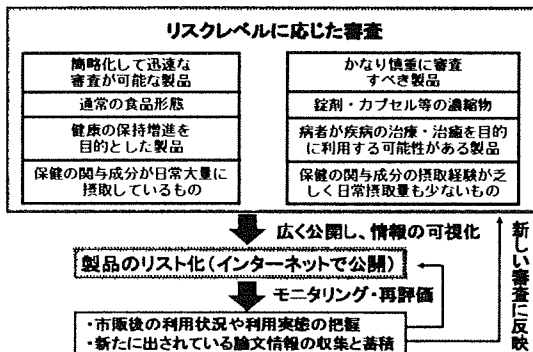 リスクレベルに応じた審査
簡略化して迅速な
審査が可能な製品
通常の食品形態
健康の保持増進を
目的とした製品
保健の関与成分が日常大量に
摂取しているもの
かなり慎重に審査
すべき製品
錠剤・カプセル等の濃縮物
病者が疾病の治療・治癒を目的
に利用する可能性がある製品
保健の関与成分の摂取経験が乏
しく日常摂取量も少ないもの
広く公開し、情報の可視化
製品のリスト化(インターネットで公開)
モニタリング・再評価
・市販後の利用状況や利用実態の把握
・新たに出されている論文情報の収集と蓄積
新しい審査に反映